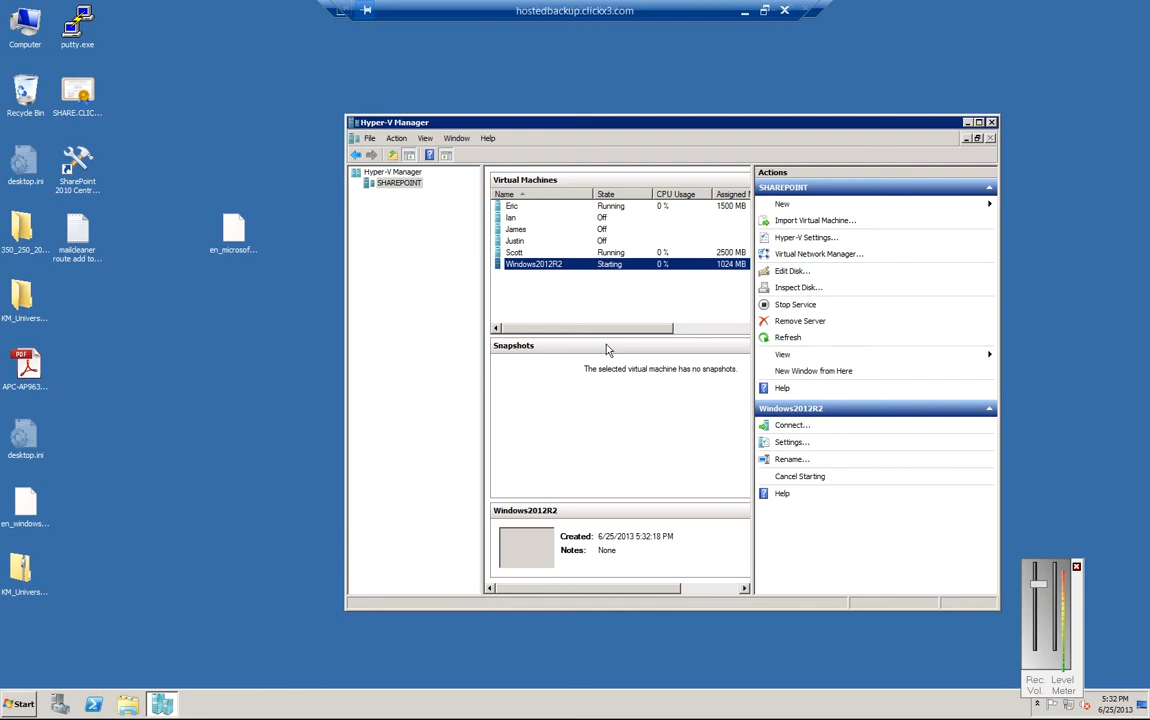 hostedbackup.clickx3.com
Computer
putty.exe
Recycle Bin
SHARE.CLIC...
desktop.ini
SharePoint
2010 Centr...
350_250_20...
mailcleaner
route add to...
en_microsof...
KM_Univers...
PDF
APC-AP963...
desktop.ini
en_windows...
KM_Univers...
Hyper-V Manager
File Action View Window Help
Hyper-V Manager
SHAREPOINT
Virtual Machines
Name State CPU Usage Assigned M
Eric Running 0 % 1500 MB
Ian Off
James Off
Justin Off
Scott Running 0 % 2500 MB
Windows2012R2 Starting 0 % 1024 MB
Snapshots
The selected virtual machine has no snapshots.
Windows2012R2
Created: 6/25/2013 5:32:18 PM
Notes: None
Actions
SHAREPOINT
New
Import Virtual Machine...
Hyper-V Settings...
Virtual Network Manager...
Edit Disk...
Inspect Disk...
Stop Service
Remove Server
Refresh
View
New Window from Here
Help
Windows2012R2
Connect...
Settings...
Rename...
Cancel Starting
Help
Rec. Level
Vol. Meter
Start
5:32 PM
6/25/2013